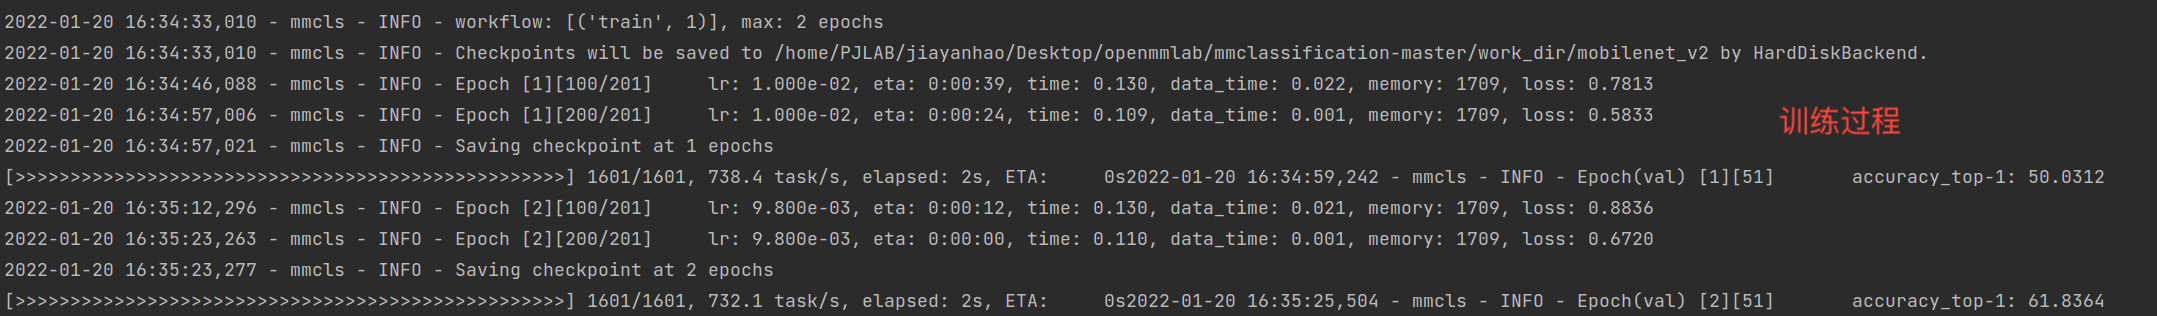 2022-01-20 16:34:33,010 - mmcls - INFO - workflow: [('train', 1)], max: 2 epochs
2022-01-20 16:34:33,010 - mmcls - INFO - Checkpoints will be saved to /home/PJLAB/jiayanhao/Desktop/openmmlab/mmclassification-master/work_dir/mobilenet_v2 by HardDiskBackend.
2022-01-20 16:34:46,088 - mmcls - INFO - Epoch [1][100/201]     lr: 1.000e-02, eta: 0:00:39, time: 0.130, data_time: 0.022, memory: 1709, loss: 0.7813
2022-01-20 16:34:57,006 - mmcls - INFO - Epoch [1][200/201]     lr: 1.000e-02, eta: 0:00:24, time: 0.109, data_time: 0.001, memory: 1709, loss: 0.5833
训练过程
2022-01-20 16:34:57,021 - mmcls - INFO - Saving checkpoint at 1 epochs
[>>>>>>>>>>>>>>>>>>>>>>>>>>>>>>>>>>>>>>>>>>>>>>>>>>] 1601/1601, 738.4 task/s, elapsed: 2s, ETA:     0s2022-01-20 16:34:59,242 - mmcls - INFO - Epoch(val) [1][51]       accuracy_top-1: 50.0312
2022-01-20 16:35:12,296 - mmcls - INFO - Epoch [2][100/201]     lr: 9.800e-03, eta: 0:00:12, time: 0.130, data_time: 0.021, memory: 1709, loss: 0.8836
2022-01-20 16:35:23,263 - mmcls - INFO - Epoch [2][200/201]     lr: 9.800e-03, eta: 0:00:00, time: 0.110, data_time: 0.001, memory: 1709, loss: 0.6720
2022-01-20 16:35:23,277 - mmcls - INFO - Saving checkpoint at 2 epochs
[>>>>>>>>>>>>>>>>>>>>>>>>>>>>>>>>>>>>>>>>>>>>>>>>>>] 1601/1601, 732.1 task/s, elapsed: 2s, ETA:     0s2022-01-20 16:35:25,504 - mmcls - INFO - Epoch(val) [2][51]       accuracy_top-1: 61.8364